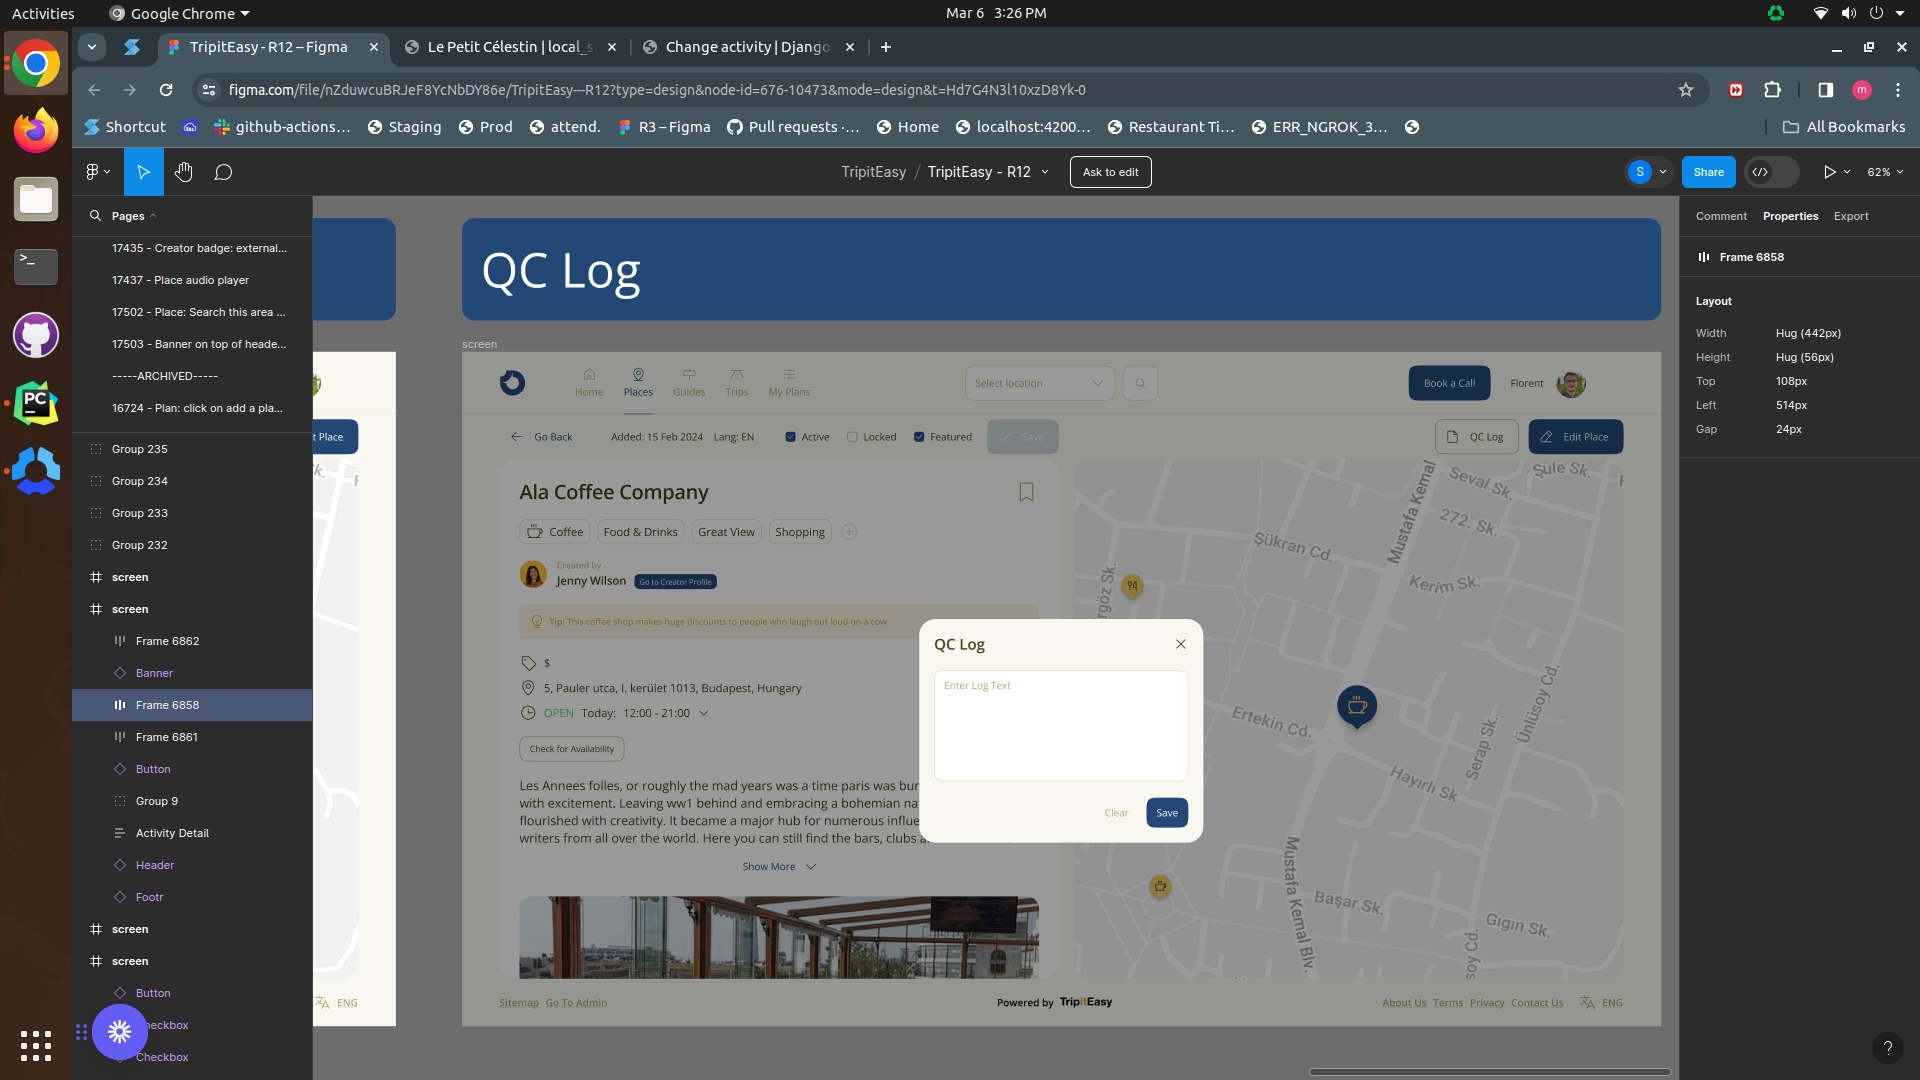 Activities
Google Chrome
Mar 6 3:26 PM
TripitEasy - R12 – Figma
Le Petit Célestin | local_s
Change activity | Django
figma.com/file/nZduwcuBRJeF8YcNbDY86e/TripitEasy---R12?type=design&node-id=676-10473&mode=design&t=Hd7G4N3l10xzD8Yk-0
m
Shortcut
github-actions...
Staging
Prod
attend.
R3 – Figma
Pull requests ·...
Home
localhost:4200...
Restaurant Ti...
ERR_NGROK_3...
All Bookmarks
TripitEasy / TripitEasy - R12
Ask to edit
S
Share
62%
Pages
17435 - Creator badge: external...
17437 - Place audio player
17502 - Place: Search this area ...
17503 - Banner on top of heade...
-----ARCHIVED-----
16724 - Plan: click on add a pla...
Group 235
Group 234
Group 233
Group 232
screen
screen
Frame 6862
Banner
Frame 6858
Frame 6861
Button
Group 9
Activity Detail
Header
Footr
screen
screen
Button
heckbox
Checkbox
t Place
ENG
QC Log
screen
Home
Places
Guides
Trips
My Plans
Select location
Book a Call
Florent
Go Back
Added: 15 Feb 2024 Lang: EN
Active
Locked
Featured
Save
QC Log
Edit Place
Ala Coffee Company
Coffee
Food & Drinks
Great View
Shopping
Created by
Jenny Wilson
Go to Creator Profile
Tip: This coffee shop makes huge discounts to people who laugh out loud on a cow.
$
5, Pauler utca, I. kerület 1013, Budapest, Hungary
OPEN Today: 12:00 - 21:00
Check for Availability
Les Annees folles, or roughly the mad years was a time paris was bur
with excitement. Leaving ww1 behind and embracing a bohemian na
flourished with creativity. It became a major hub for numerous influe
writers from all over the world. Here you can still find the bars, clubs a
Show More
QC Log
Enter Log Text
Clear
Save
Seval Sk.
Şule Sk.
272. Sk.
Mustafa Kemal
Şükran Cd.
Kerim Sk.
rgöz Sk.
Ertekin Cd.
Ünlüsoy Cd.
Serap Sk.
Hayırlı Sk
Mustafa Kemal Blv.
Başar Sk.
Gıgın Sk.
soy Cd.
Sitemap Go To Admin
Powered by TripitEasy
About Us Terms Privacy Contact Us
ENG
Comment
Properties
Export
Frame 6858
Layout
Width Hug (442px)
Height Hug (56px)
Top 108px
Left 514px
Gap 24px
?